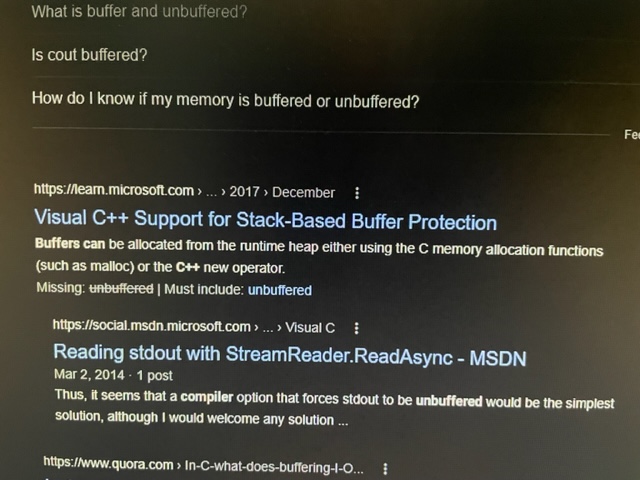 What is buffer and unbuffered?
Is cout buffered?
How do I know if my memory is buffered or unbuffered?
Fee
https://learn.microsoft.com › ... › 2017 › December
Visual C++ Support for Stack-Based Buffer Protection
Buffers can be allocated from the runtime heap either using the C memory allocation functions
(such as malloc) or the C++ new operator.
Missing: unbuffered | Must include: unbuffered
https://social.msdn.microsoft.com › ... › Visual C
Reading stdout with StreamReader.ReadAsync - MSDN
Mar 2, 2014 · 1 post
Thus, it seems that a compiler option that forces stdout to be unbuffered would be the simplest
solution, although I would welcome any solution ...
https://www.quora.com › In-C-what-does-buffering-I-O...